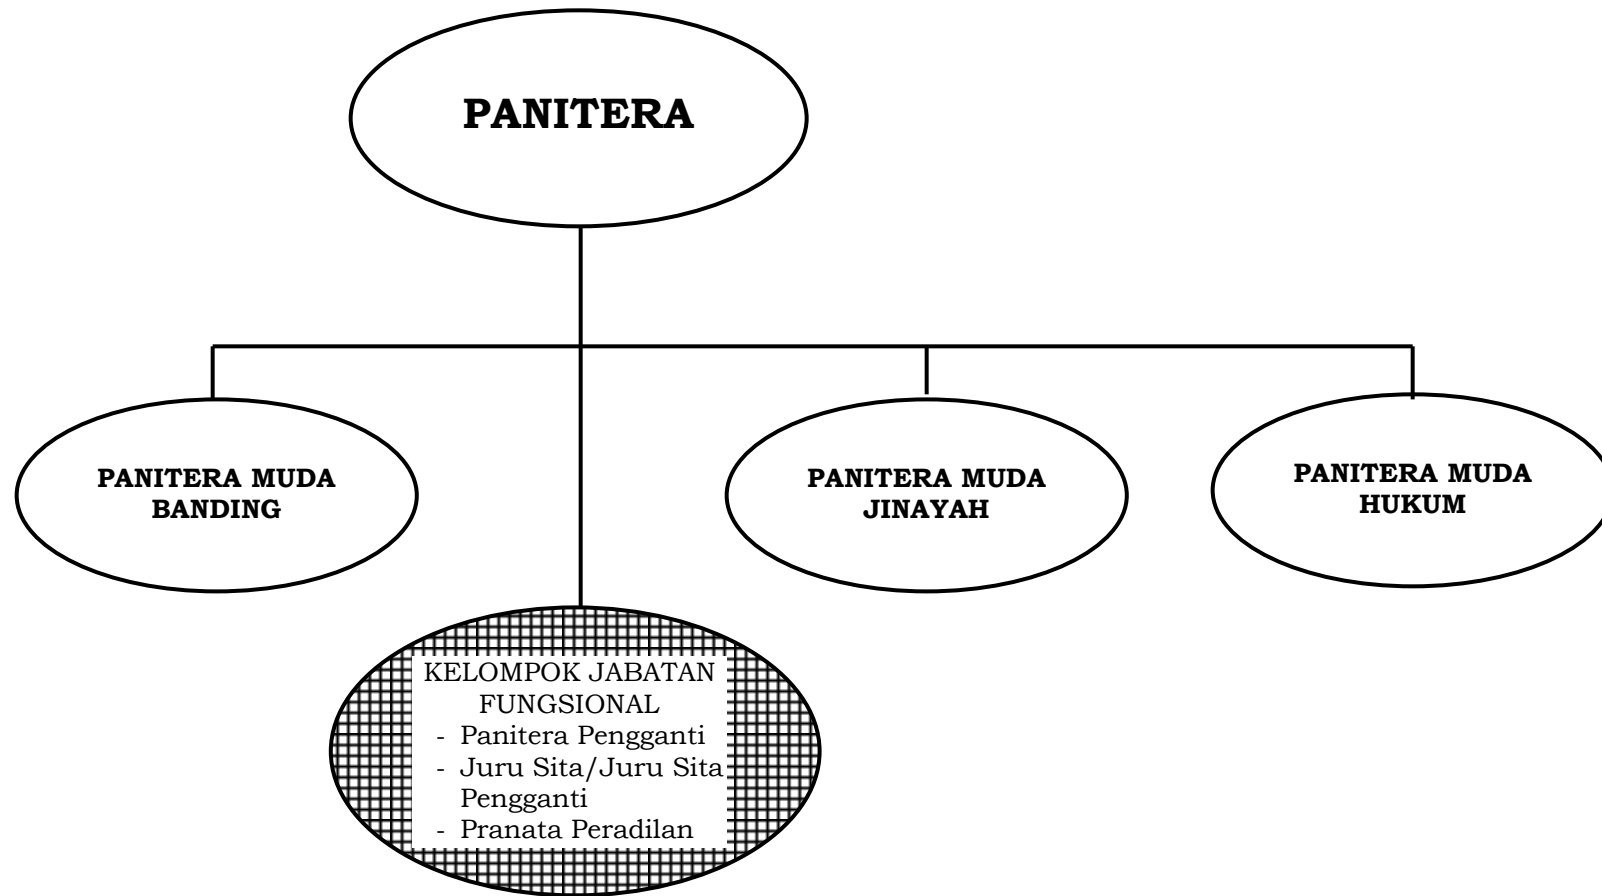 PANITERA
PANITERA MUDA
BANDING
PANITERA MUDA
JINAYAH
PANITERA MUDA
HUKUM
KELOMPOK JABATAN
FUNGSIONAL
- Panitera Pengganti
- Juru Sita/Juru Sita
Pengganti
- Pranata Peradilan